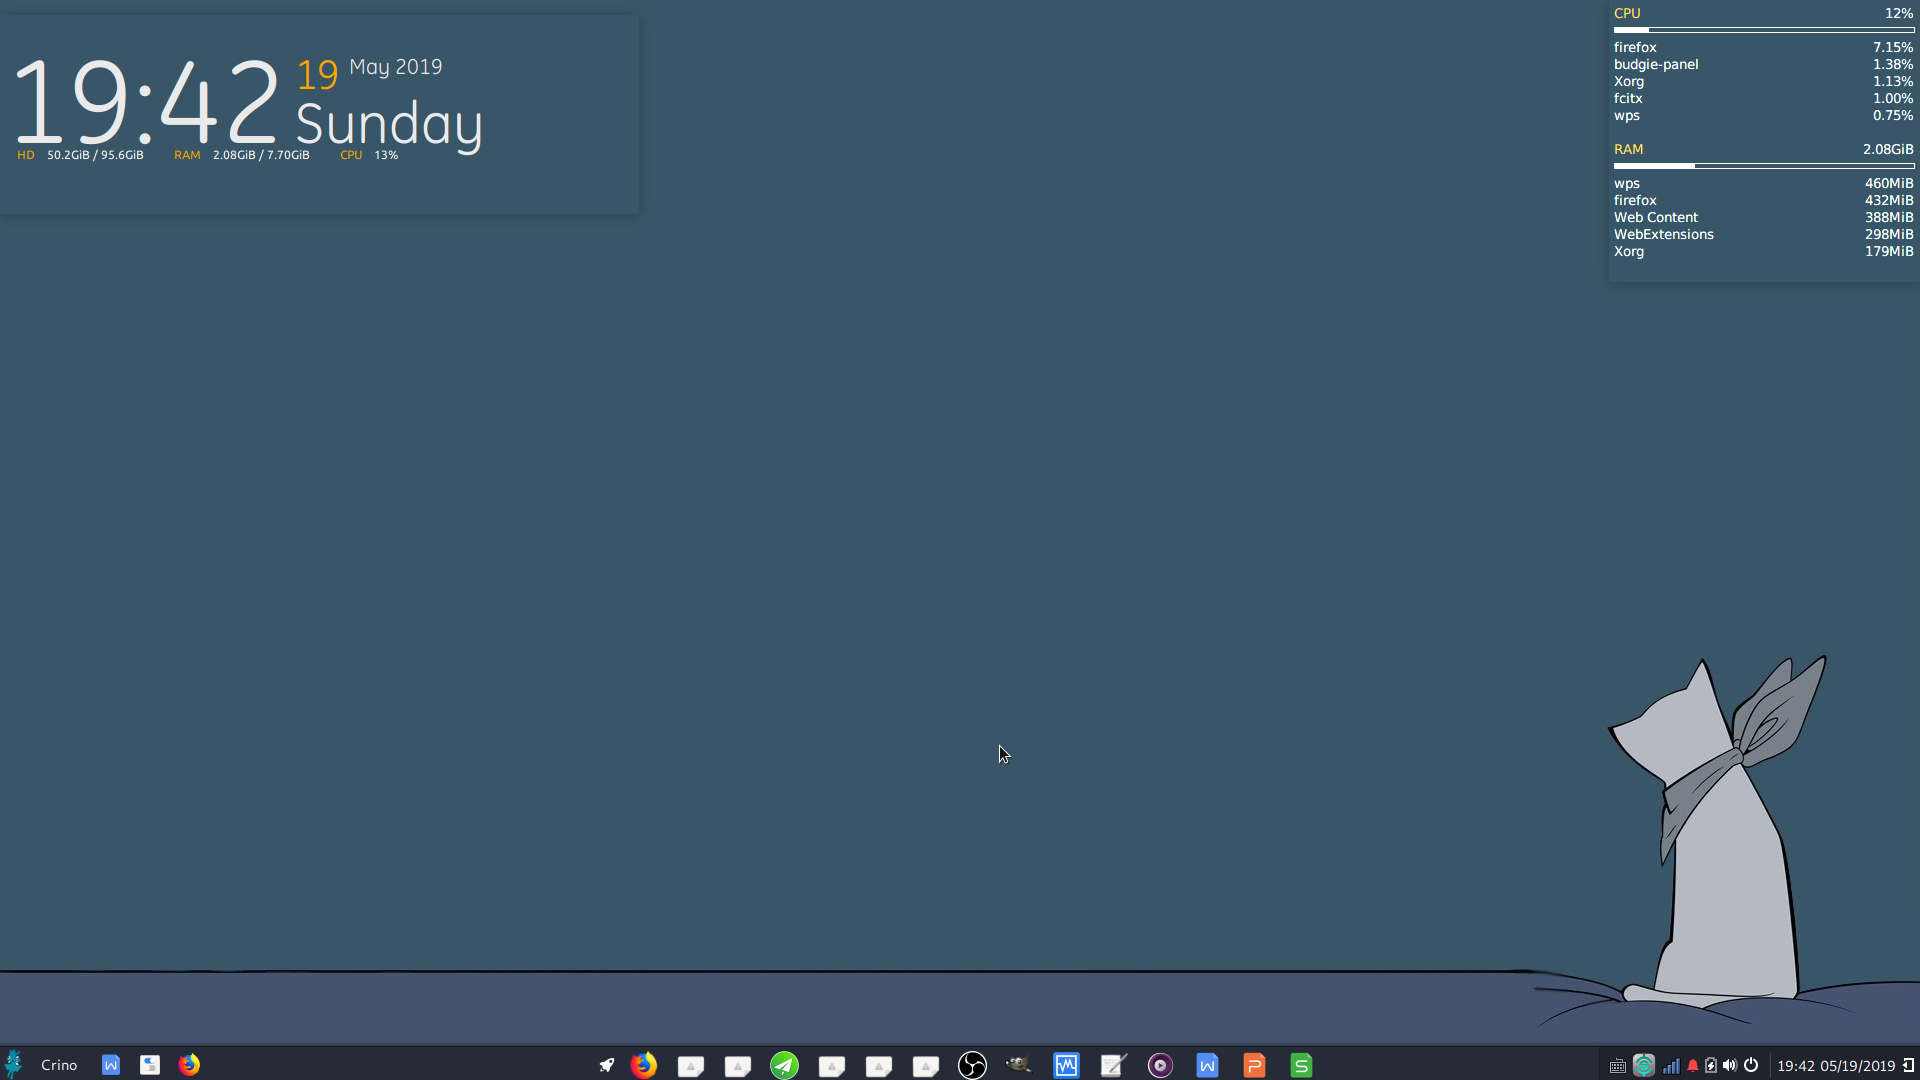 19:42 19 May 2019
Sunday
HD 50.2GiB / 95.6GiB RAM 2.08GiB / 7.70GiB CPU 13%
CPU 12%
firefox 7.15%
budgie-panel 1.38%
Xorg 1.13%
fcitx 1.00%
wps 0.75%
RAM 2.08GiB
wps 460MiB
firefox 432MiB
Web Content 388MiB
WebExtensions 298MiB
Xorg 179MiB
Crino W S W P S 19:42 05/19/2019